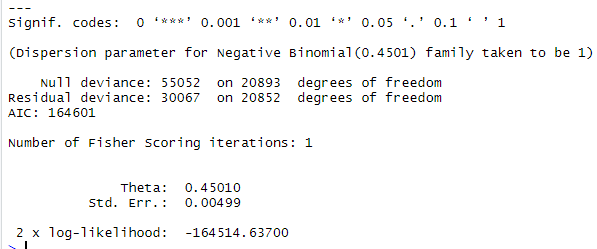 ---
Signif. codes:  0 ‘***’ 0.001 ‘**’ 0.01 ‘*’ 0.05 ‘.’ 0.1 ‘ ’ 1
(Dispersion parameter for Negative Binomial(0.4501) family taken to be 1)
    Null deviance: 55052  on 20893  degrees of freedom
Residual deviance: 30067  on 20852  degrees of freedom
AIC: 164601
Number of Fisher Scoring iterations: 1
              Theta:  0.45010
          Std. Err.:  0.00499
 2 x log-likelihood:  -164514.63700
>